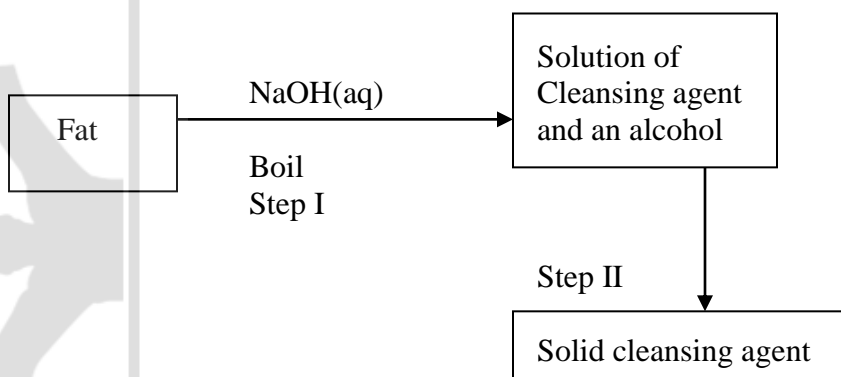 Fat
NaOH(aq)
Boil
Step I
Solution of
Cleansing agent
and an alcohol
Step II
Solid cleansing agent